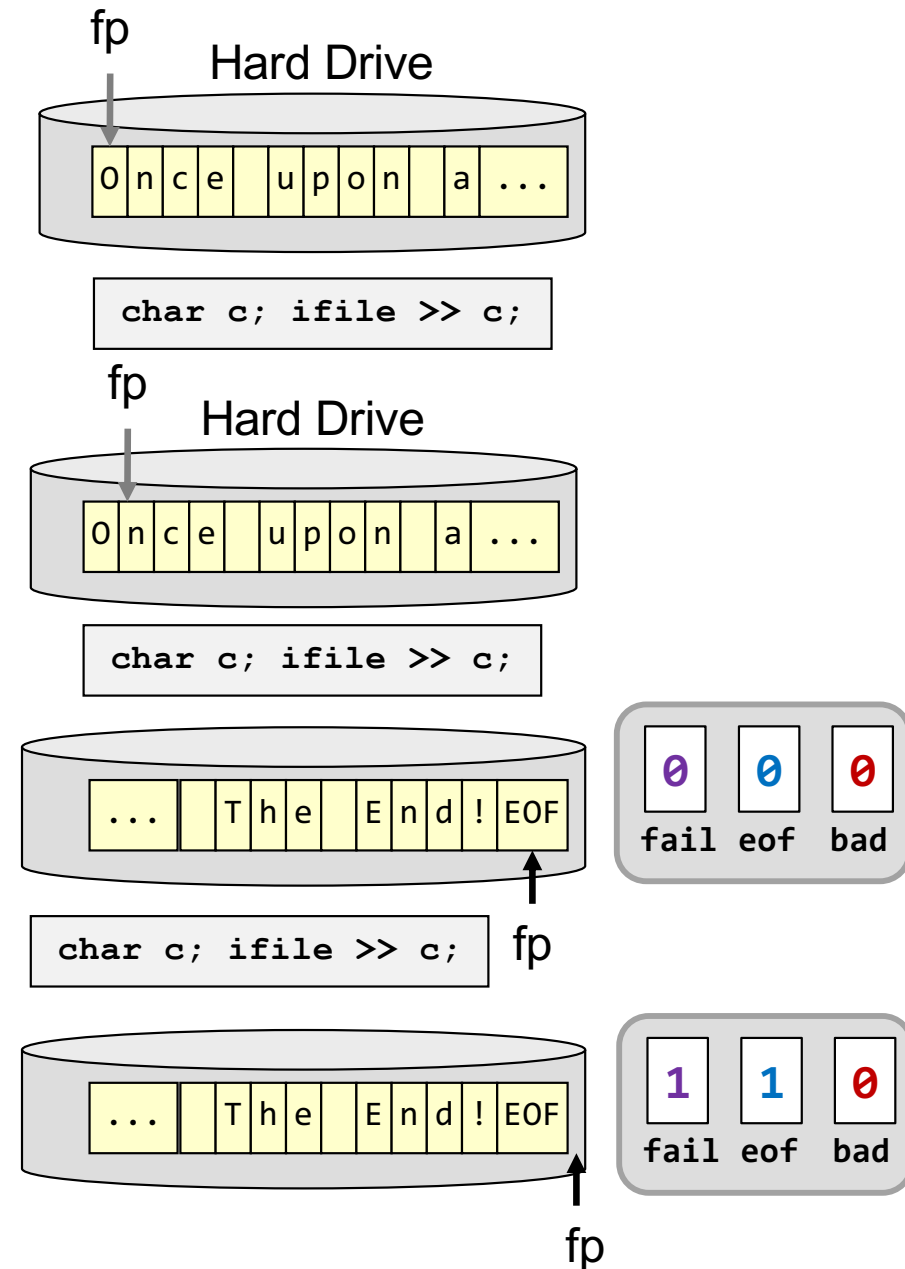 fp
Hard Drive
O n c e u p o n a ...
char c; ifile >> c;
fp
Hard Drive
O n c e u p o n a ...
char c; ifile >> c;
... T h e E n d ! EOF
fp
0 0 0
fail eof bad
char c; ifile >> c;
... T h e E n d ! EOF
fp
1 1 0
fail eof bad